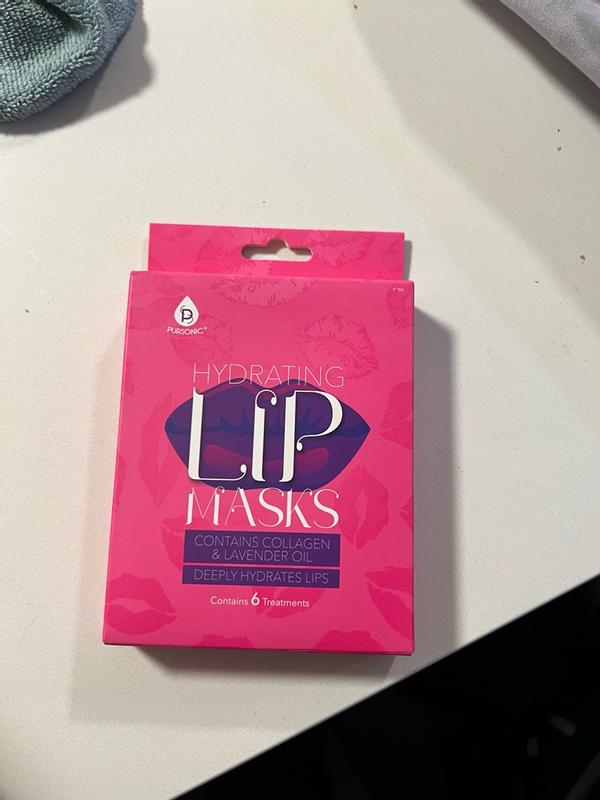 PURSONIC®
HYDRATING
LIP
MASKS
CONTAINS COLLAGEN
& LAVENDER OIL
DEEPLY HYDRATES LIPS
Contains 6 Treatments